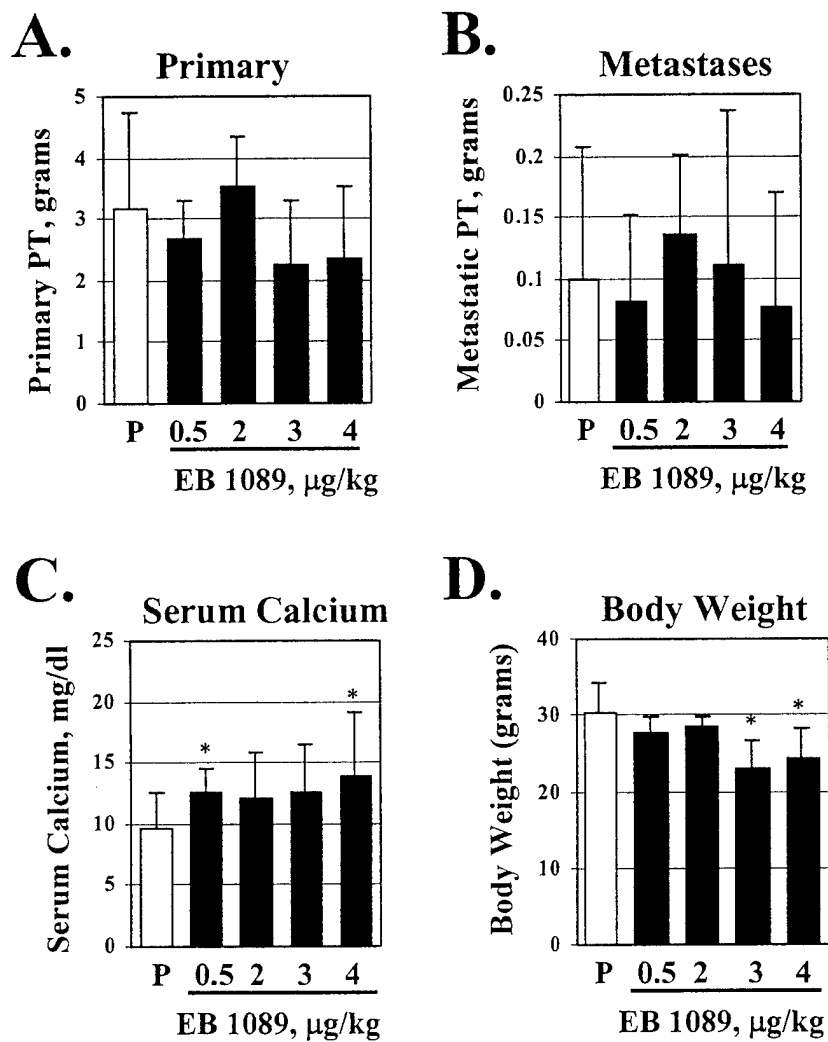 A.
Primary
Primary PT, grams
5
4
3
2
1
0
P 0.5 2 3 4
EB 1089, µg/kg
B.
Metastases
Metastatic PT, grams
0.25
0.2
0.15
0.1
0.05
0
P 0.5 2 3 4
EB 1089, µg/kg
C.
Serum Calcium
Serum Calcium, mg/dl
25
20
15
10
5
0
* *
P 0.5 2 3 4
EB 1089, µg/kg
D.
Body Weight
Body Weight (grams)
40
30
20
10
0
* *
P 0.5 2 3 4
EB 1089, µg/kg